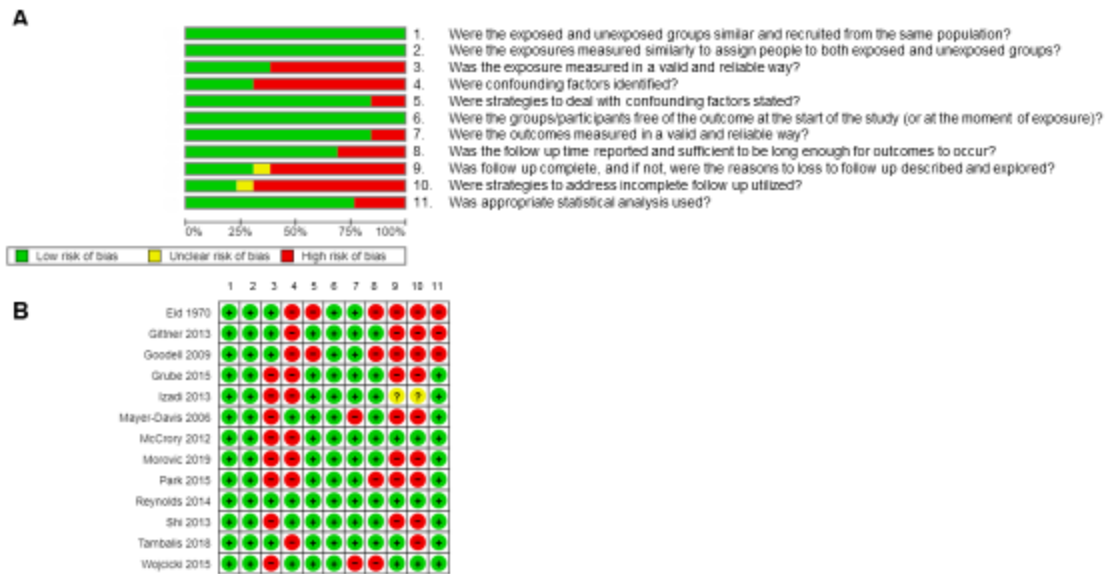 A
1. Were the exposed and unexposed groups similar and recruited from the same population?
2. Were the exposures measured similarly to assign people to both exposed and unexposed groups?
3. Was the exposure measured in a valid and reliable way?
4. Were confounding factors identified?
5. Were strategies to deal with confounding factors stated?
6. Were the groups/participants free of the outcome at the start of the study (or at the moment of exposure)?
7. Were the outcomes measured in a valid and reliable way?
8. Was the follow up time reported and sufficient to be long enough for outcomes to occur?
9. Was follow up complete, and if not, were the reasons to loss to follow up described and explored?
10. Were strategies to address incomplete follow up utilized?
11. Was appropriate statistical analysis used?
0% 25% 50% 75% 100%
Low risk of bias Unclear risk of bias High risk of bias
1 2 3 4 5 6 7 8 9 10 11
B
Eid 1970 + + + - - + + - - - -
Gittner 2013 + + + - + + + + - - -
Goodell 2009 + + + - - + + - - - -
Grube 2015 + + - - + + + + - - +
Izadi 2013 + + - - + + + + ? ? +
Mayer-Davis 2006 + + - + + + - + - - +
McCrory 2012 + + - - + + + + + + +
Morovic 2019 + + - - + + + + - - +
Park 2015 + + - - + + + - - - +
Reynolds 2014 + + + + + + + + + + +
Shi 2013 + + - + + + + + - - +
Tambalis 2018 + + + - + + + + + - +
Wojcicki 2015 + + - + + + - - + + +